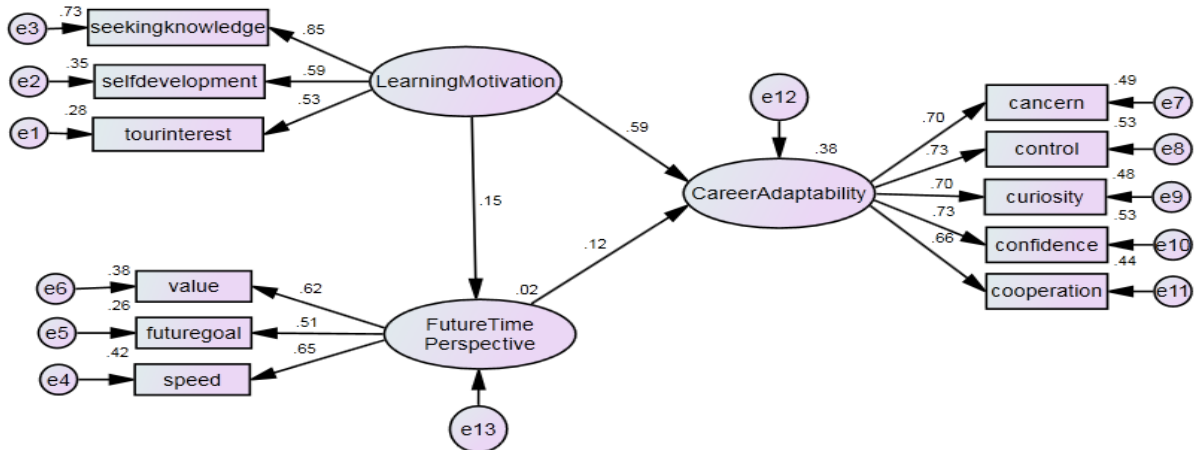 .73
e3
seekingknowledge
.85
.35
e2
selfdevelopment
.59
LearningMotivation
.28
.53
e1
tourinterest
e12
.59
.38
CareerAdaptability
.49
.70
cancern
e7
.53
.73
control
e8
.48
.70
curiosity
e9
.53
.73
confidence
e10
.44
.66
cooperation
e11
.15
.12
.02
.38
e6
value
.62
.26
e5
futuregoal
.51
FutureTime
Perspective
.42
.65
e4
speed
e13